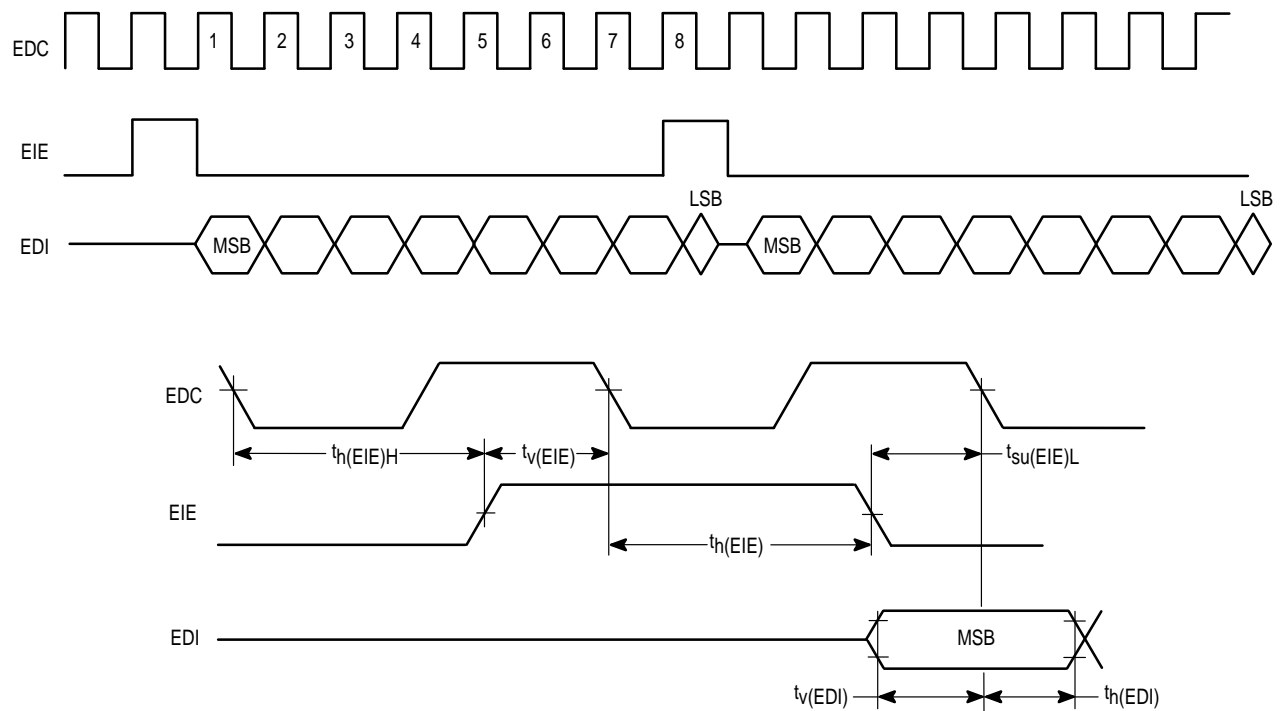 EDC
1 2 3 4 5 6 7 8
EIE
LSB LSB
EDI
MSB MSB
EDC
th(EIE)H tv(EIE) tsu(EIE)L
EIE
th(EIE)
EDI
MSB
tv(EDI) th(EDI)